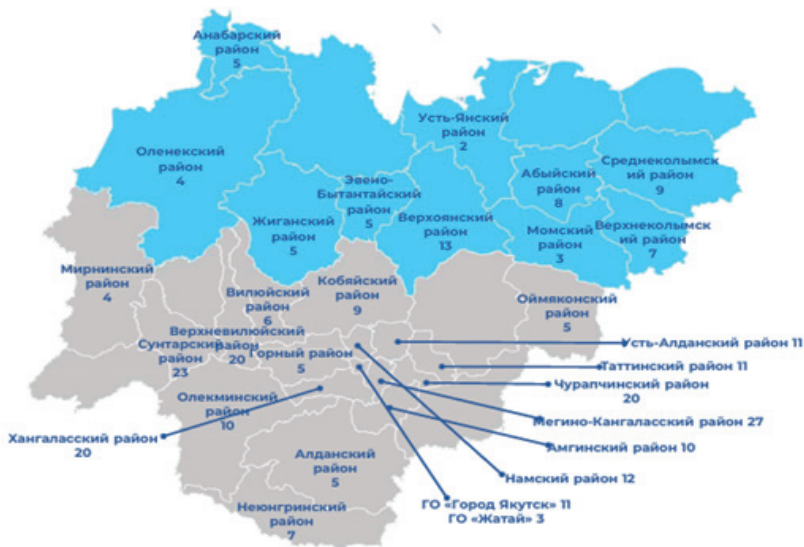 Анабарский
район
5
Усть-Янский
район
2
Оленекский
район
4
Абыйский
район
8
Среднеколымск
ий район
9
Эвено-
Бытантайский
район
5
Жиганский
район
5
Верхоянский
район
13
Момский
район
3
Верхнеколымск
ий район
7
Мирнинский
район
4
Вилюйский
район
6
Кобяйский
район
9
Оймяконский
район
5
Верхневилюйский
район
20
Сунтарский
район
23
Горный район
5
Усть-Алданский район 11
Таттинский район 11
Чурапчинский район
20
Олекминский
район
10
Мегино-Кангаласский район 27
Хангаласский район
20
Амгинский район 10
Алданский
район
5
Намский район 12
ГО «Город Якутск» 11
ГО «Жатай» 3
Неюнгринский
район
7